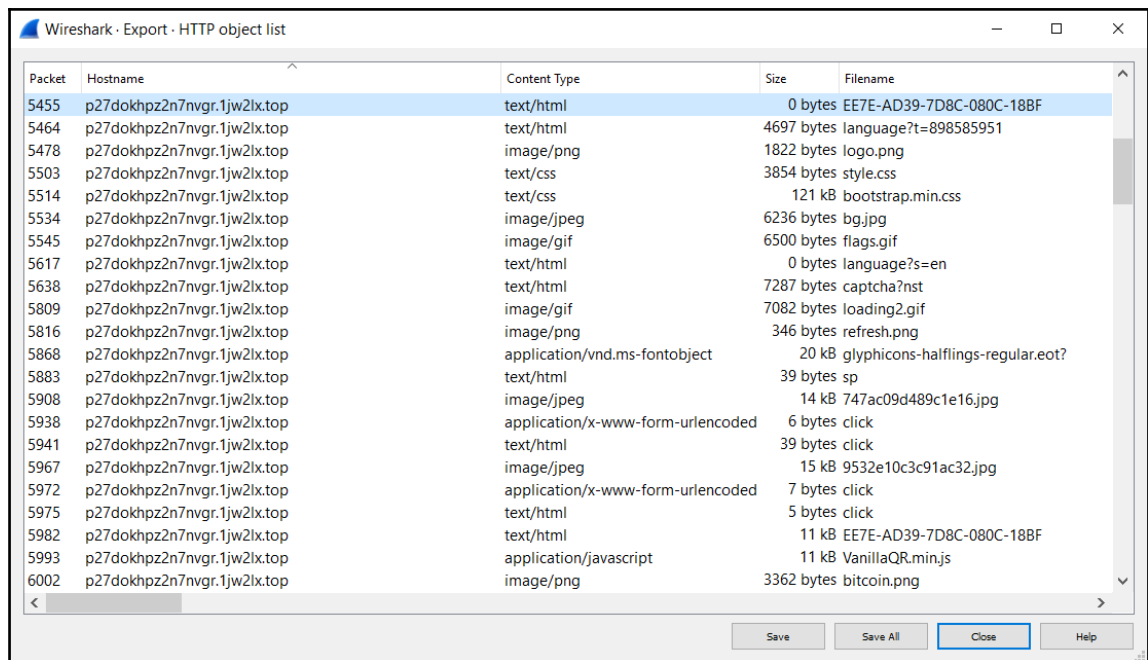 Wireshark · Export · HTTP object list
Packet Hostname Content Type Size Filename
5455 p27dokhpz2n7nvgr.1jw2lx.top text/html 0 bytes EE7E-AD39-7D8C-080C-18BF
5464 p27dokhpz2n7nvgr.1jw2lx.top text/html 4697 bytes language?t=898585951
5478 p27dokhpz2n7nvgr.1jw2lx.top image/png 1822 bytes logo.png
5503 p27dokhpz2n7nvgr.1jw2lx.top text/css 3854 bytes style.css
5514 p27dokhpz2n7nvgr.1jw2lx.top text/css 121 kB bootstrap.min.css
5534 p27dokhpz2n7nvgr.1jw2lx.top image/jpeg 6236 bytes bg.jpg
5545 p27dokhpz2n7nvgr.1jw2lx.top image/gif 6500 bytes flags.gif
5617 p27dokhpz2n7nvgr.1jw2lx.top text/html 0 bytes language?s=en
5638 p27dokhpz2n7nvgr.1jw2lx.top text/html 7287 bytes captcha?nst
5809 p27dokhpz2n7nvgr.1jw2lx.top image/gif 7082 bytes loading2.gif
5816 p27dokhpz2n7nvgr.1jw2lx.top image/png 346 bytes refresh.png
5868 p27dokhpz2n7nvgr.1jw2lx.top application/vnd.ms-fontobject 20 kB glyphicons-halflings-regular.eot?
5883 p27dokhpz2n7nvgr.1jw2lx.top text/html 39 bytes sp
5908 p27dokhpz2n7nvgr.1jw2lx.top image/jpeg 14 kB 747ac09d489c1e16.jpg
5938 p27dokhpz2n7nvgr.1jw2lx.top application/x-www-form-urlencoded 6 bytes click
5941 p27dokhpz2n7nvgr.1jw2lx.top text/html 39 bytes click
5967 p27dokhpz2n7nvgr.1jw2lx.top image/jpeg 15 kB 9532e10c3c91ac32.jpg
5972 p27dokhpz2n7nvgr.1jw2lx.top application/x-www-form-urlencoded 7 bytes click
5975 p27dokhpz2n7nvgr.1jw2lx.top text/html 5 bytes click
5982 p27dokhpz2n7nvgr.1jw2lx.top text/html 11 kB EE7E-AD39-7D8C-080C-18BF
5993 p27dokhpz2n7nvgr.1jw2lx.top application/javascript 11 kB VanillaQR.min.js
6002 p27dokhpz2n7nvgr.1jw2lx.top image/png 3362 bytes bitcoin.png
Save Save All Close Help